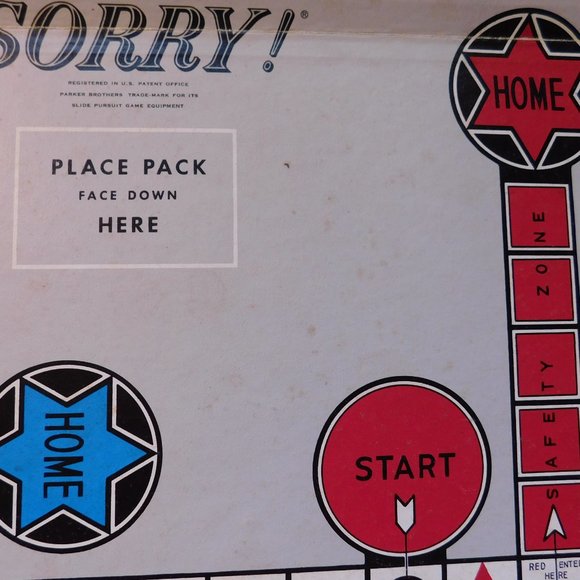 SORRY!®
REGISTERED IN U.S. PATENT OFFICE
PARKER BROTHERS TRADE-MARK FOR ITS
SLIDE PURSUIT GAME EQUIPMENT
PLACE PACK
FACE DOWN
HERE
HOME
SAFETY ZONE
HOME
START
RED ENTE
HERE